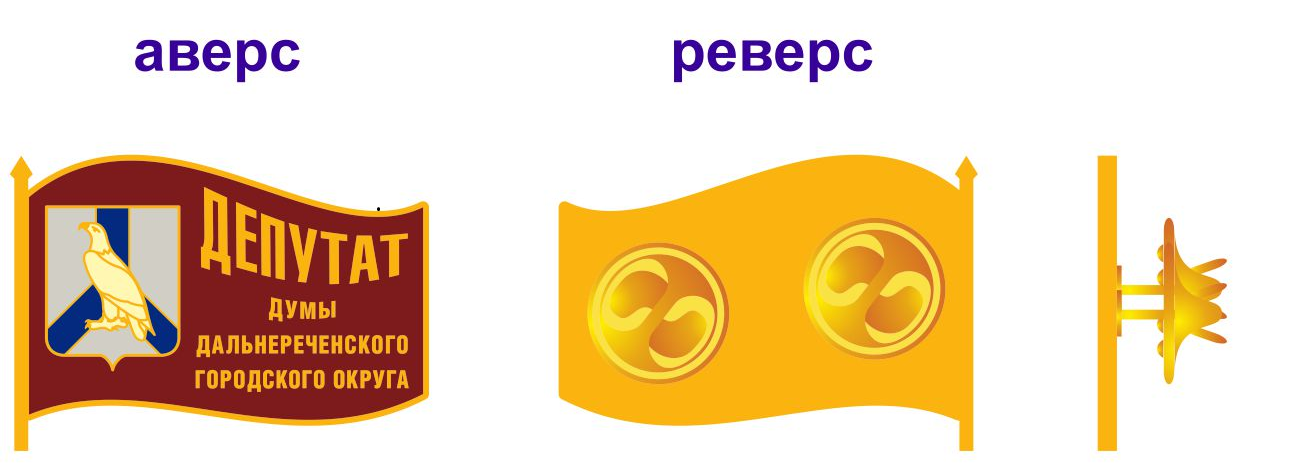 аверс
реверс
ДЕПУТАТ
ДУМЫ
ДАЛЬНЕРЕЧЕНСКОГО
ГОРОДСКОГО ОКРУГА